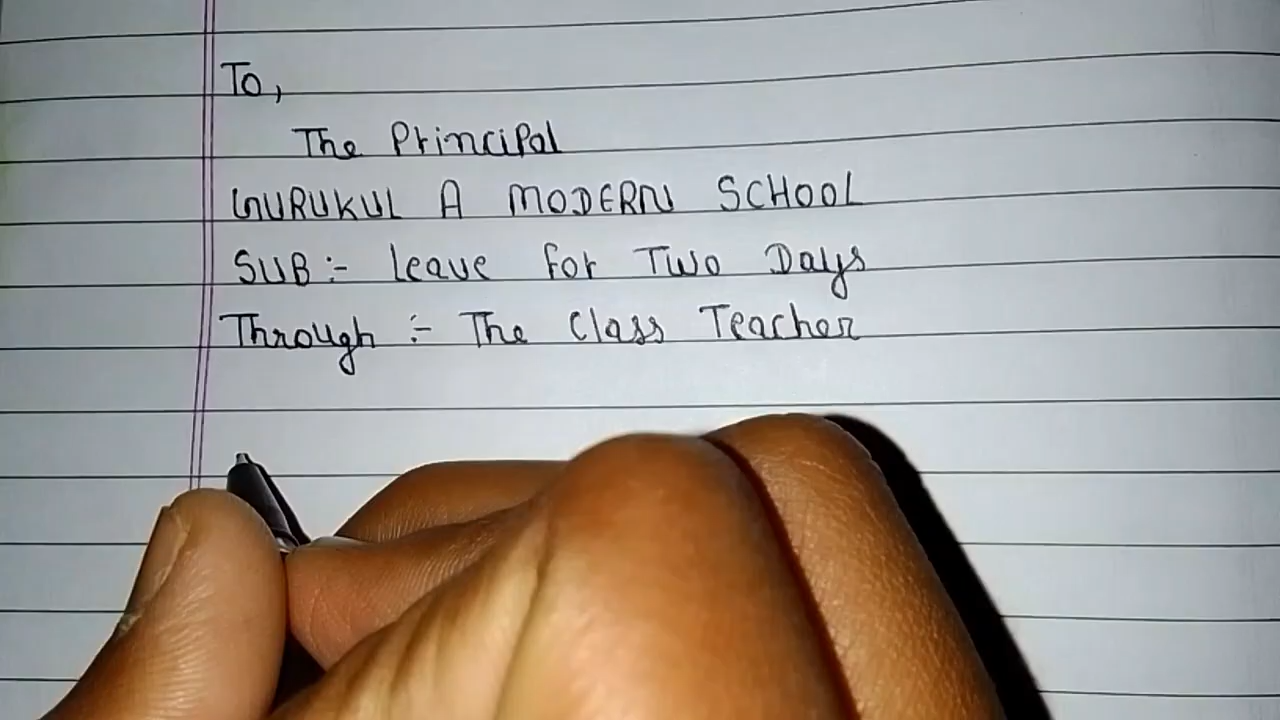 To,
The Principal
GURUKUL A MODERN SCHOOL
SUB:- leave for Two Days
Through :- The Class Teacher